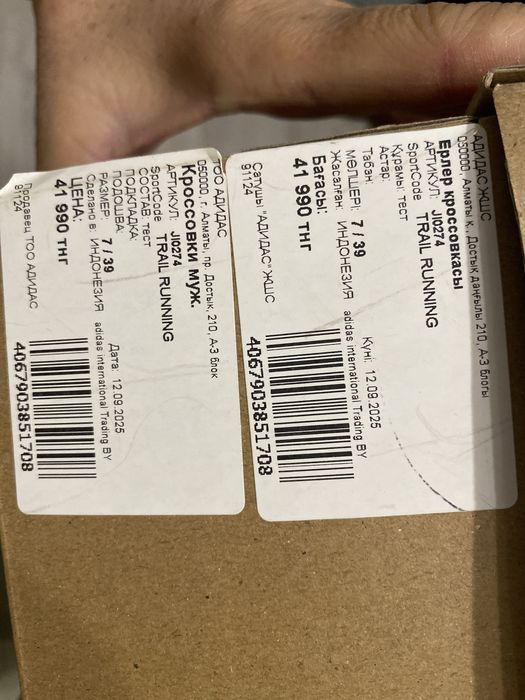 ТОО АДИДАС
050000, г. Алматы, пр. Достык, 210, А-3 блок
Кроссовки муж.
АРТИКУЛ: JI0274
SportCode TRAIL RUNNING
СОСТАВ: тест
ПОДКЛАДКА:
ПОДОШВА:
РАЗМЕР: 7 / 39 Дата: 12.09.2025
Сделано в: ИНДОНЕЗИЯ adidas international Trading BV
ЦЕНА:
41 990 тнг
4067903851708
Продавец ТОО АДИДАС
91124
АДИДАС ЖШС
050000, Алматы қ., Достық даңғылы 210, А-3 блогы
Ерлер кроссовкасы
АРТИКУЛ: JI0274
SportCode TRAIL RUNNING
Құрамы: тест
Астар:
Табан:
МӨЛШЕРІ: 7 / 39 Күні: 12.09.2025
Жасалған: ИНДОНЕЗИЯ adidas international Trading BV
Бағасы:
41 990 тнг
4067903851708
Сатушы "АДИДАС" ЖШС
91124